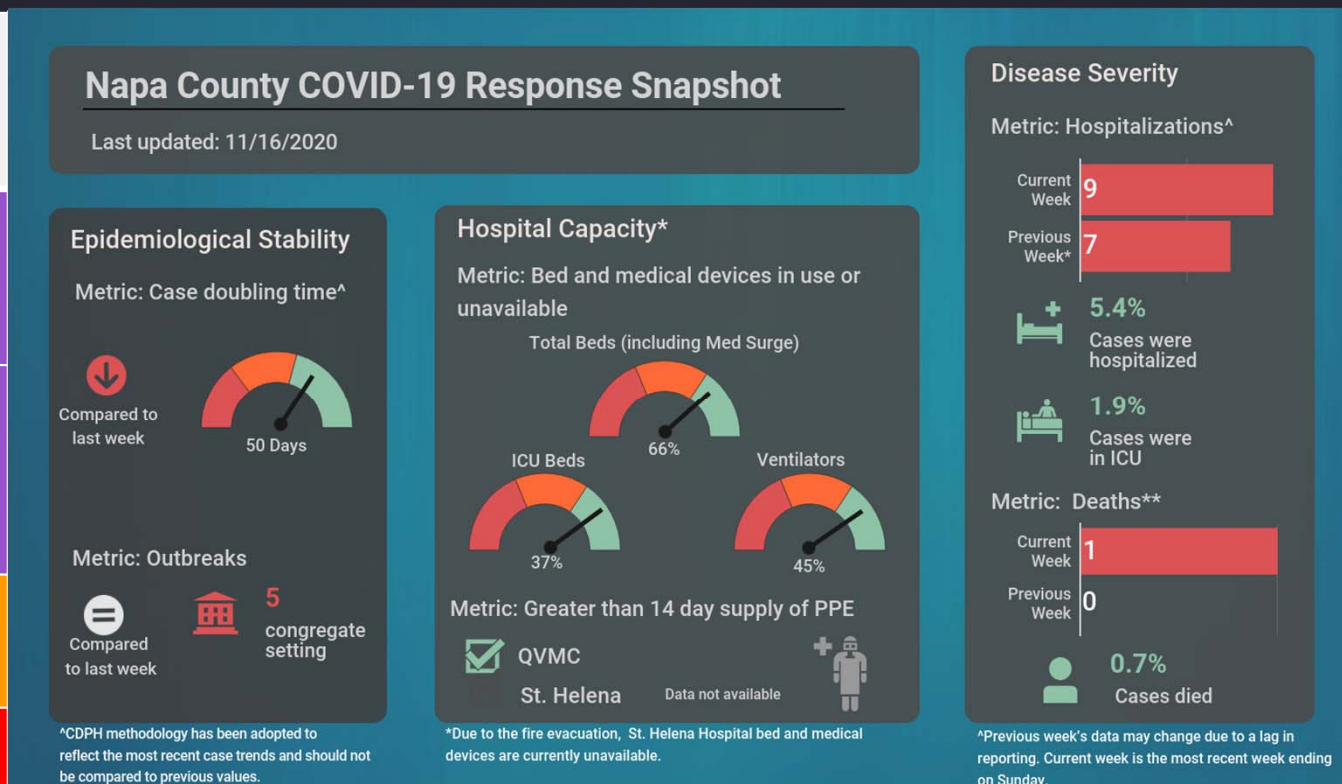 Napa County COVID-19 Response Snapshot
Last updated: 11/16/2020
Epidemiological Stability
Metric: Case doubling time^
Compared to
last week
50 Days
Metric: Outbreaks
Compared
to last week
5
congregate
setting
^CDPH methodology has been adopted to
reflect the most recent case trends and should not
be compared to previous values.
Hospital Capacity*
Metric: Bed and medical devices in use or
unavailable
Total Beds (including Med Surge)
66%
ICU Beds
37%
Ventilators
45%
Metric: Greater than 14 day supply of PPE
QVMC
St. Helena
Data not available
*Due to the fire evacuation, St. Helena Hospital bed and medical
devices are currently unavailable.
Disease Severity
Metric: Hospitalizations^
Current
Week
9
Previous
Week*
7
5.4%
Cases were
hospitalized
1.9%
Cases were
in ICU
Metric: Deaths**
Current
Week
1
Previous
Week
0
0.7%
Cases died
^Previous week's data may change due to a lag in
reporting. Current week is the most recent week ending
on Sunday.